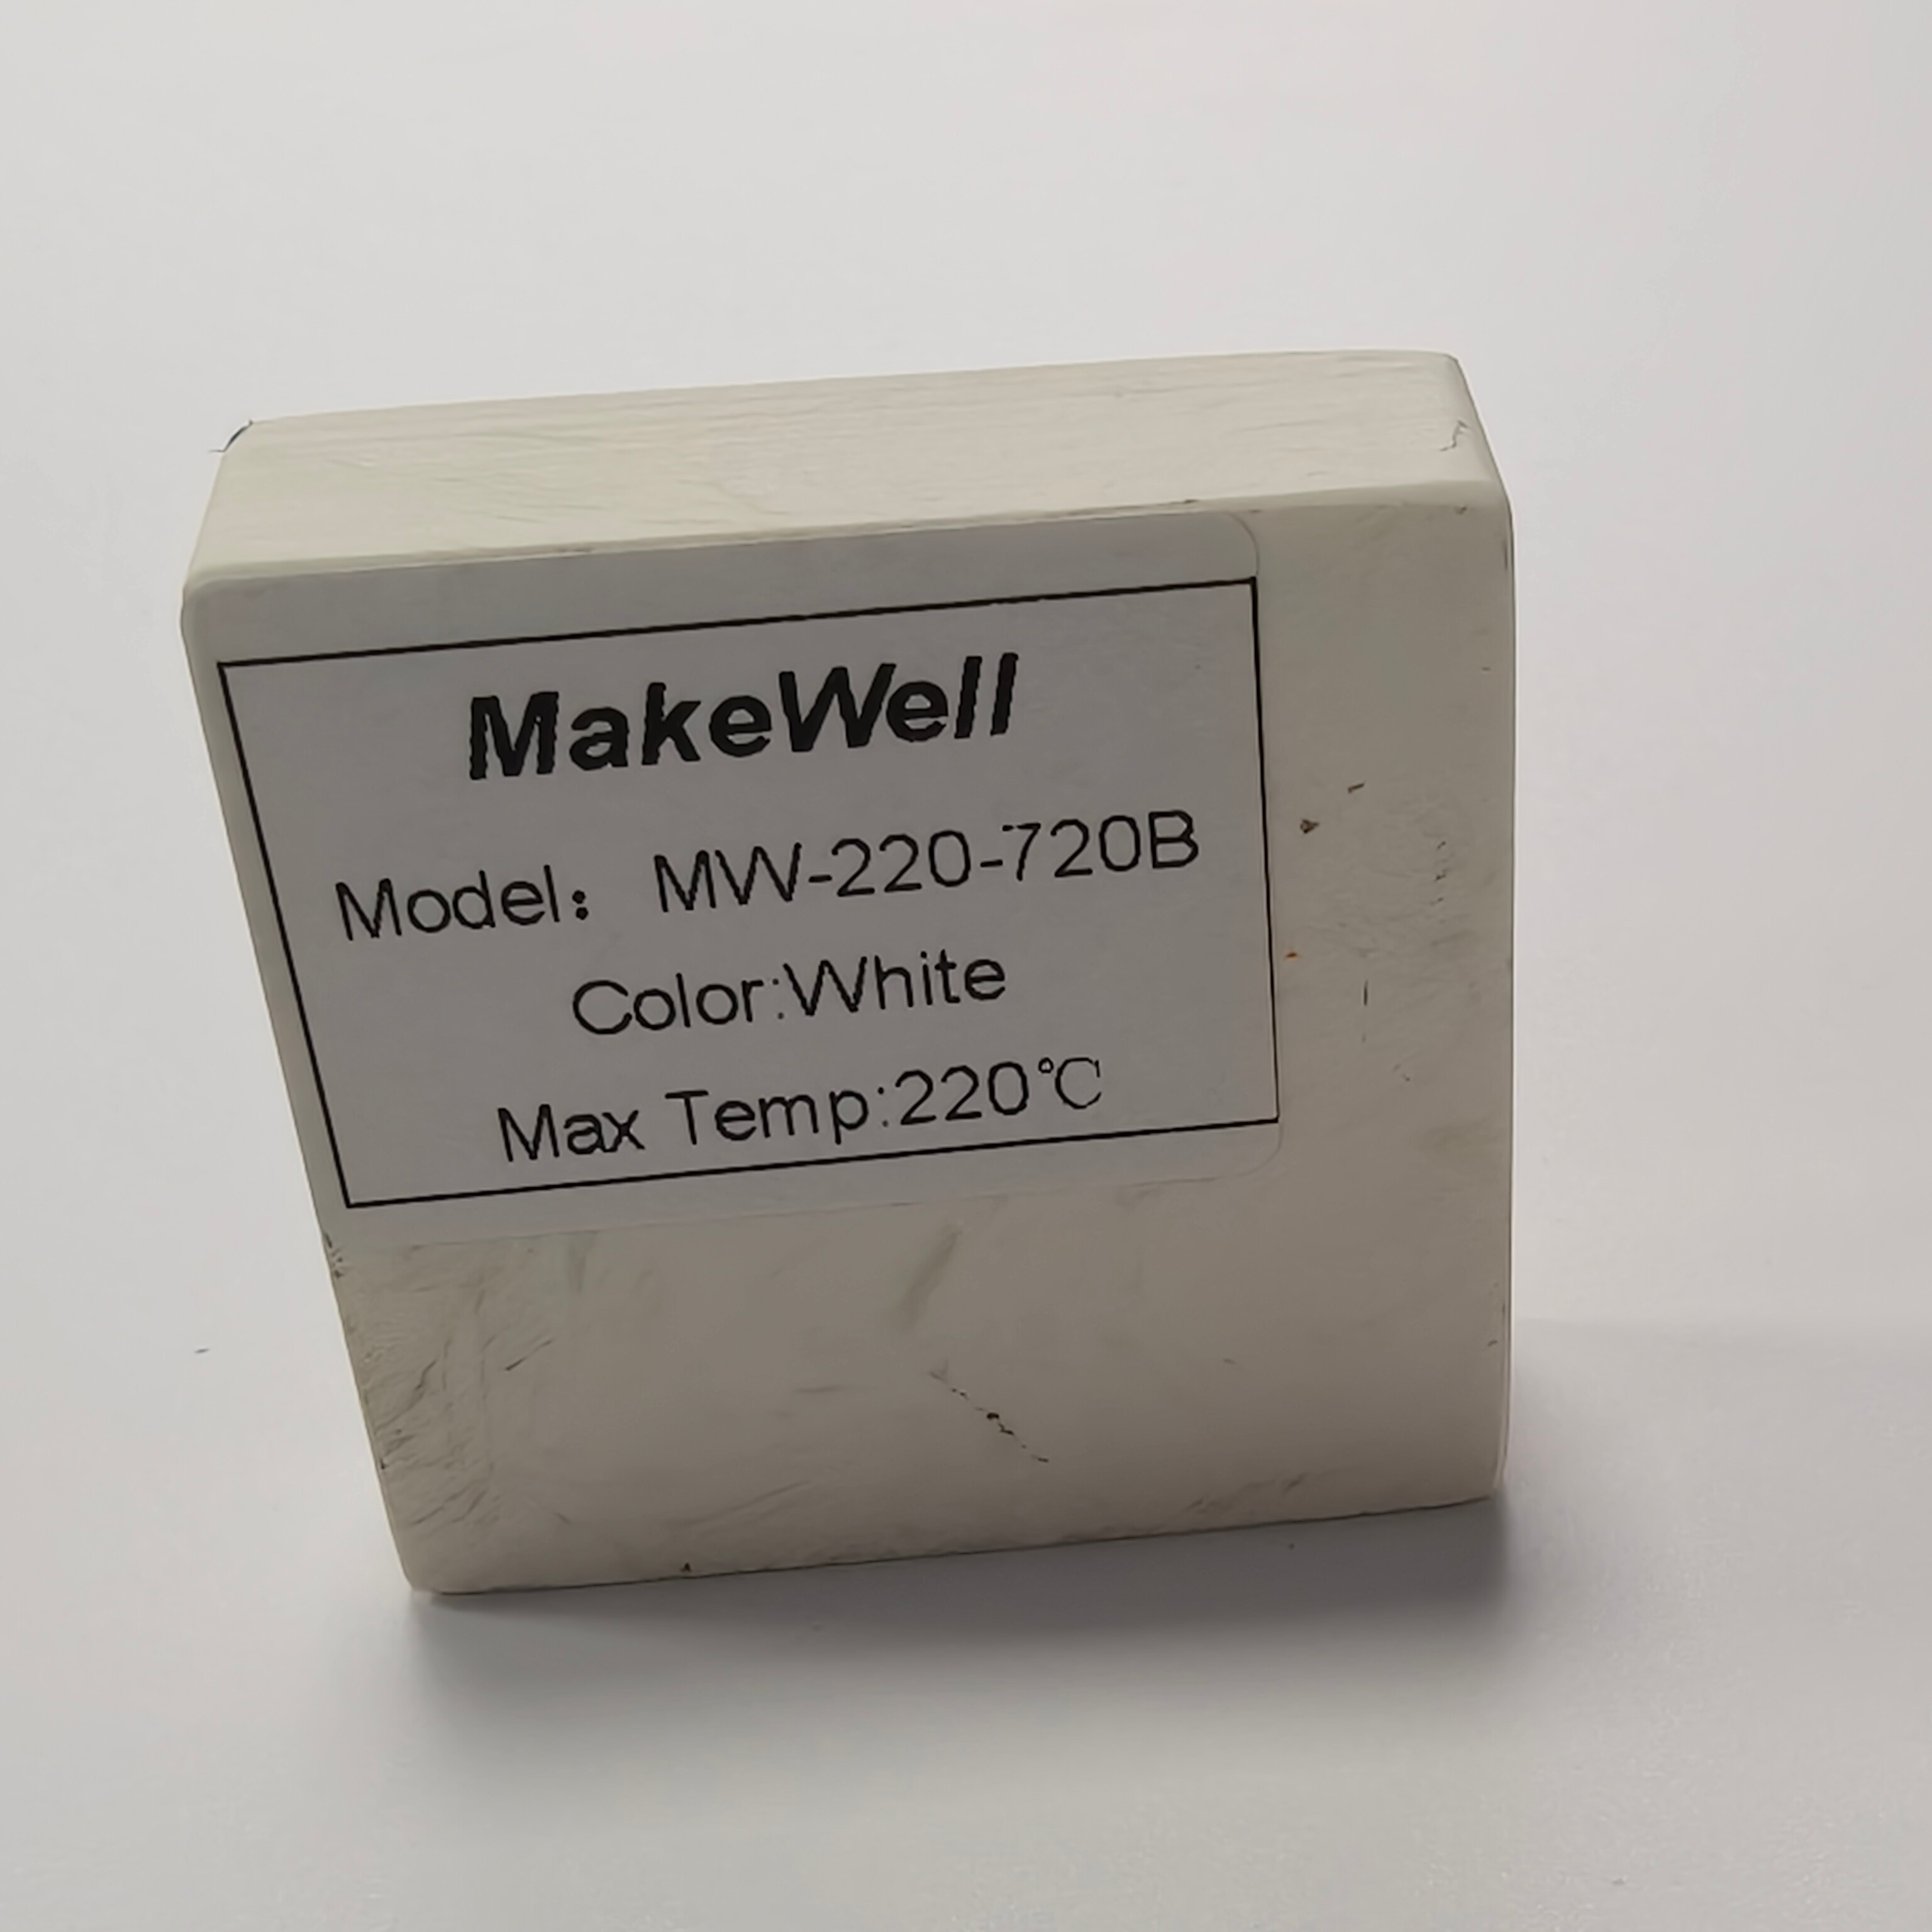 MakeWell
Model： MW-220-720B
Color:White
Max Temp:220℃